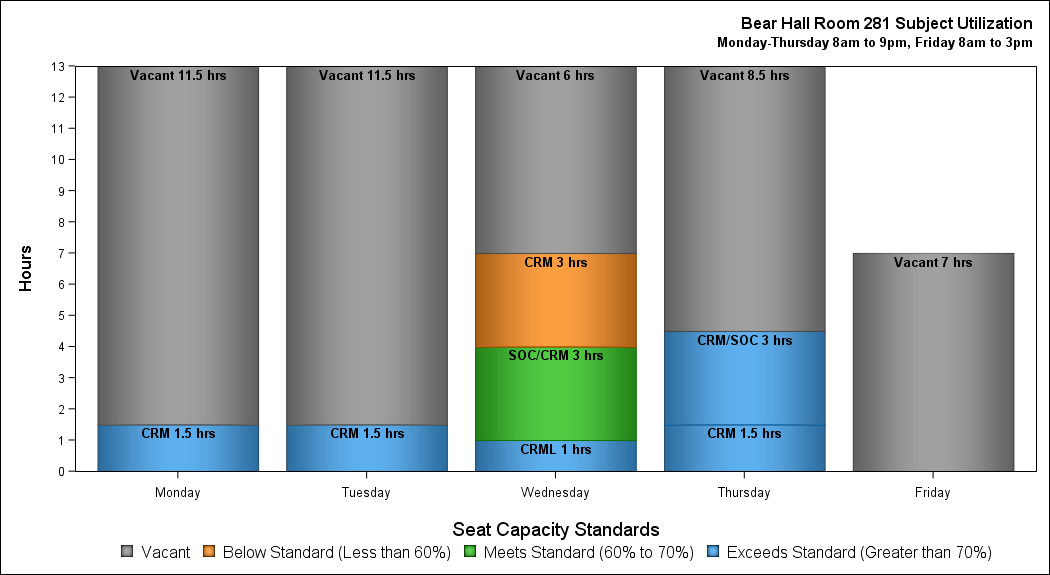 Bear Hall Room 281 Subject Utilization
Monday-Thursday 8am to 9pm, Friday 8am to 3pm
Hours
13
12
11
10
9
8
7
6
5
4
3
2
1
0
Vacant 11.5 hrs
CRM 1.5 hrs
Vacant 11.5 hrs
CRM 1.5 hrs
Vacant 6 hrs
CRM 3 hrs
SOC/CRM 3 hrs
CRML 1 hrs
Vacant 8.5 hrs
CRM/SOC 3 hrs
CRM 1.5 hrs
Vacant 7 hrs
Monday Tuesday Wednesday Thursday Friday
Seat Capacity Standards
Vacant Below Standard (Less than 60%) Meets Standard (60% to 70%) Exceeds Standard (Greater than 70%)